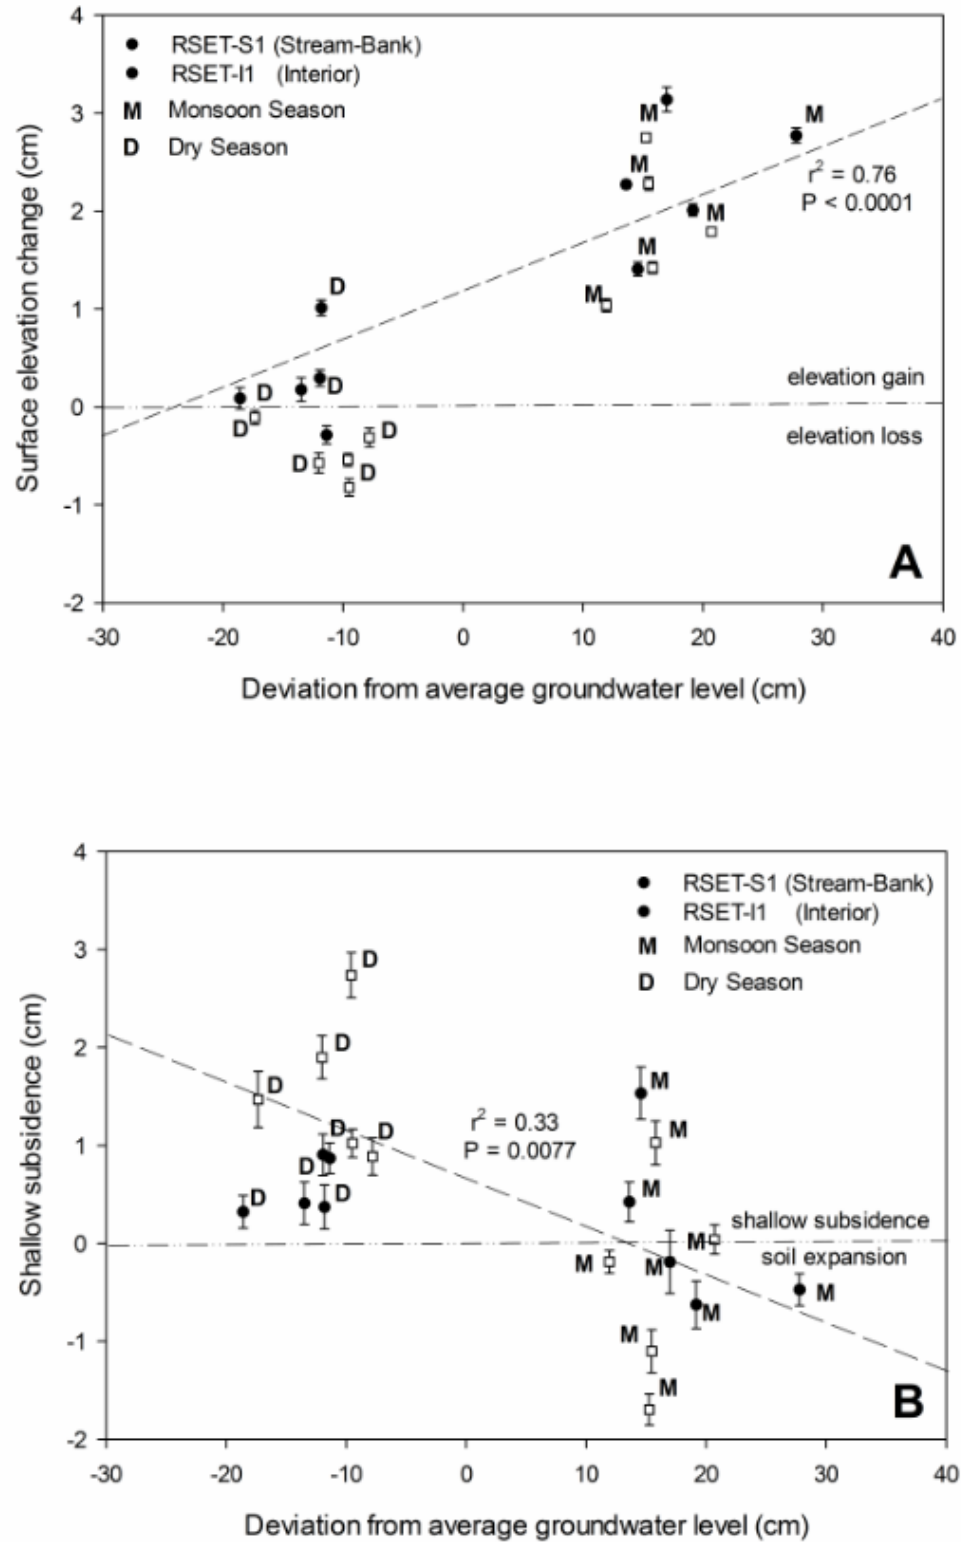 4
RSET-S1 (Stream-Bank)
RSET-I1 (Interior)
M Monsoon Season
D Dry Season
3
M
M
M
r² = 0.76
P < 0.0001
2
M
M
M
D
1
D
D
elevation gain
0
D
D
elevation loss
D
D
-1
A
-2
-30 -20 -10 0 10 20 30 40
Surface elevation change (cm)
Deviation from average groundwater level (cm)
4
RSET-S1 (Stream-Bank)
RSET-I1 (Interior)
M Monsoon Season
D Dry Season
3
D
2
D
D
M
D
D
r² = 0.33
P = 0.0077
M
1
D
D
D
M
shallow subsidence
0
M
soil expansion
M
M
M
M
-1
M
M
B
-2
-30 -20 -10 0 10 20 30 40
Shallow subsidence (cm)
Deviation from average groundwater level (cm)